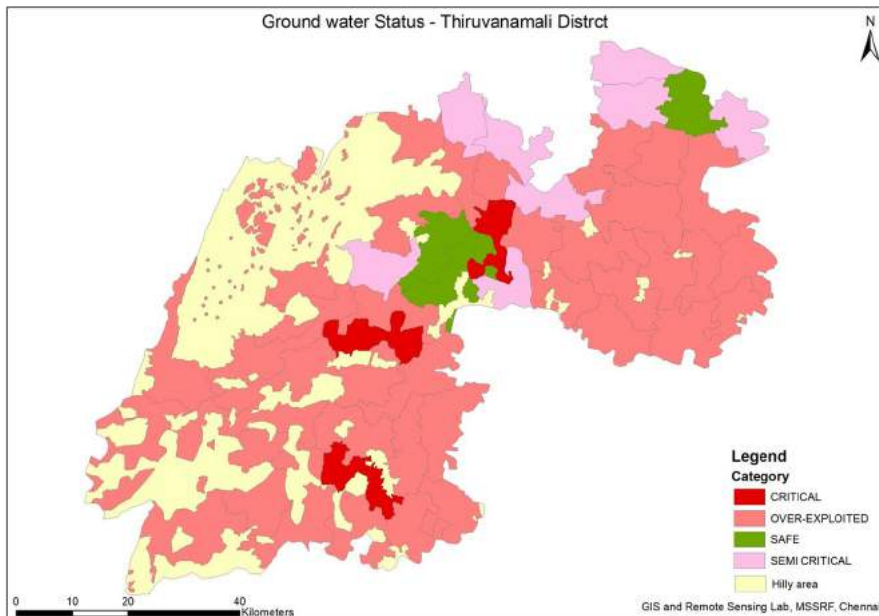 Ground water Status - Thiruvanamali Distrct
N
Legend
Category
CRITICAL
OVER-EXPLOITED
SAFE
SEMI CRITICAL
Hilly area
0 10 20 40
Kilometers
GIS and Remote Sensing Lab, MSSRF, Chennai